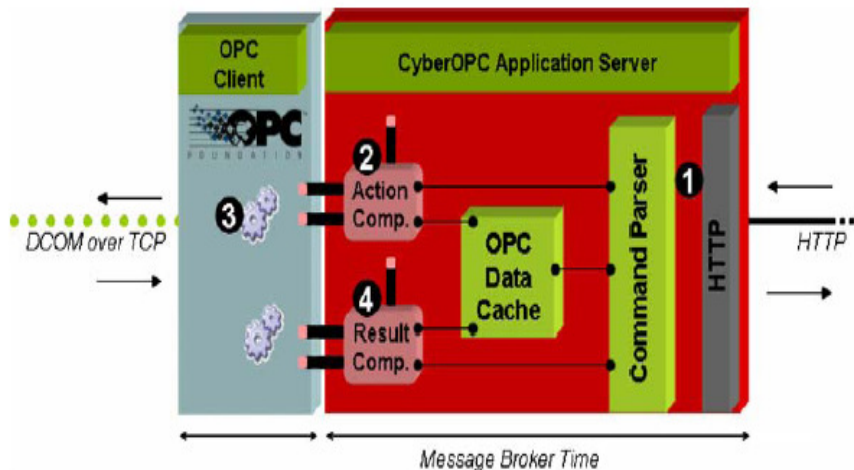 OPC
Client
CyberOPC Application Server
OPC
FOUNDATION
2
Action
Comp.
1
3
DCOM over TCP
HTTP
OPC
Data
Cache
Command Parser
HTTP
4
Result
Comp.
Message Broker Time